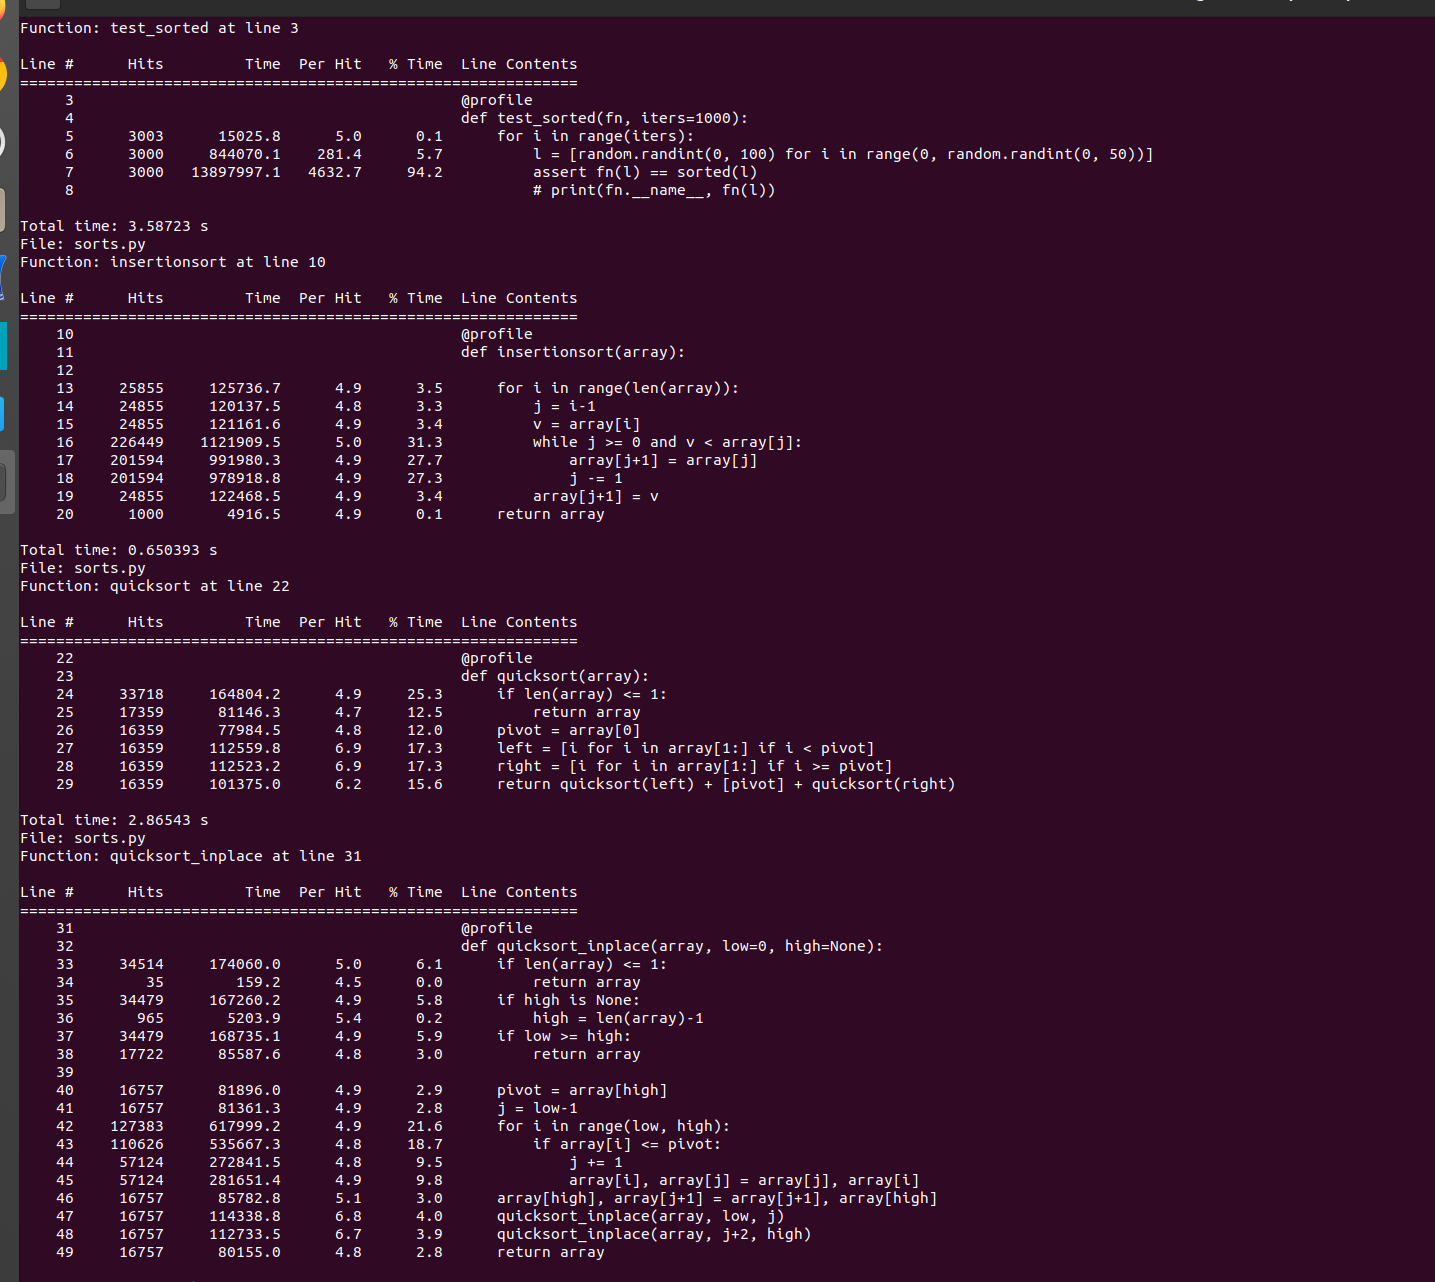 Function: test_sorted at line 3

Line #      Hits         Time  Per Hit   % Time  Line Contents
==============================================================
     3                                           @profile
     4                                           def test_sorted(fn, iters=1000):
     5      3003      15025.8      5.0      0.1      for i in range(iters):
     6      3000     844070.1    281.4      5.7          l = [random.randint(0, 100) for i in range(0, random.randint(0, 50))]
     7      3000   13897997.1   4632.7     94.2          assert fn(l) == sorted(l)
     8                                                   # print(fn.__name__, fn(l))

Total time: 3.58723 s
File: sorts.py
Function: insertionsort at line 10

Line #      Hits         Time  Per Hit   % Time  Line Contents
==============================================================
    10                                           @profile
    11                                           def insertionsort(array):
    12
    13     25855     125736.7      4.9      3.5      for i in range(len(array)):
    14     24855     120137.5      4.8      3.3          j = i-1
    15     24855     121161.6      4.9      3.4          v = array[i]
    16    226449    1121909.5      5.0     31.3          while j >= 0 and v < array[j]:
    17    201594     991980.3      4.9     27.7              array[j+1] = array[j]
    18    201594     978918.8      4.9     27.3              j -= 1
    19     24855     122468.5      4.9      3.4          array[j+1] = v
    20      1000       4916.5      4.9      0.1      return array

Total time: 0.650393 s
File: sorts.py
Function: quicksort at line 22

Line #      Hits         Time  Per Hit   % Time  Line Contents
==============================================================
    22                                           @profile
    23                                           def quicksort(array):
    24     33718     164804.2      4.9     25.3      if len(array) <= 1:
    25     17359      81146.3      4.7     12.5          return array
    26     16359      77984.5      4.8     12.0      pivot = array[0]
    27     16359     112559.8      6.9     17.3      left = [i for i in array[1:] if i < pivot]
    28     16359     112523.2      6.9     17.3      right = [i for i in array[1:] if i >= pivot]
    29     16359     101375.0      6.2     15.6      return quicksort(left) + [pivot] + quicksort(right)

Total time: 2.86543 s
File: sorts.py
Function: quicksort_inplace at line 31

Line #      Hits         Time  Per Hit   % Time  Line Contents
==============================================================
    31                                           @profile
    32                                           def quicksort_inplace(array, low=0, high=None):
    33     34514     174060.0      5.0      6.1      if len(array) <= 1:
    34        35        159.2      4.5      0.0          return array
    35     34479     167260.2      4.9      5.8      if high is None:
    36       965       5203.9      5.4      0.2          high = len(array)-1
    37     34479     168735.1      4.9      5.9      if low >= high:
    38     17722      85587.6      4.8      3.0          return array
    39
    40     16757      81896.0      4.9      2.9      pivot = array[high]
    41     16757      81361.3      4.9      2.8      j = low-1
    42    127383     617999.2      4.9     21.6      for i in range(low, high):
    43    110626     535667.3      4.8     18.7          if array[i] <= pivot:
    44     57124     272841.5      4.8      9.5              j += 1
    45     57124     281651.4      4.9      9.8              array[i], array[j] = array[j], array[i]
    46     16757      85782.8      5.1      3.0      array[high], array[j+1] = array[j+1], array[high]
    47     16757     114338.8      6.8      4.0      quicksort_inplace(array, low, j)
    48     16757     112733.5      6.7      3.9      quicksort_inplace(array, j+2, high)
    49     16757      80155.0      4.8      2.8      return array